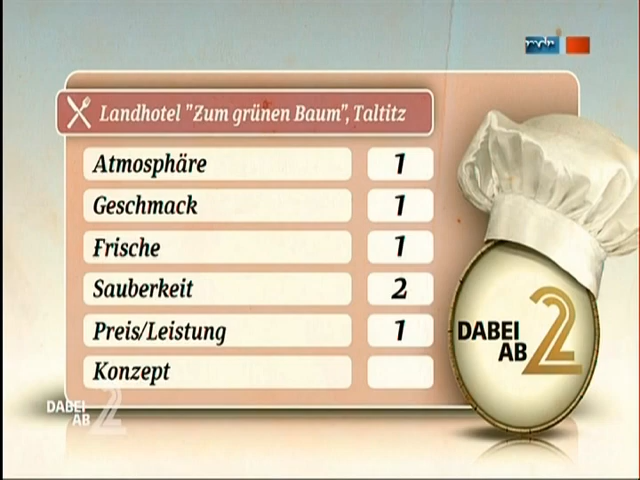 mdr
Landhotel "Zum grünen Baum", Taltitz
Atmosphäre 1
Geschmack 1
Frische 1
Sauberkeit 2
Preis/Leistung 1
Konzept
DABEI
AB 2
DABEI
AB 2